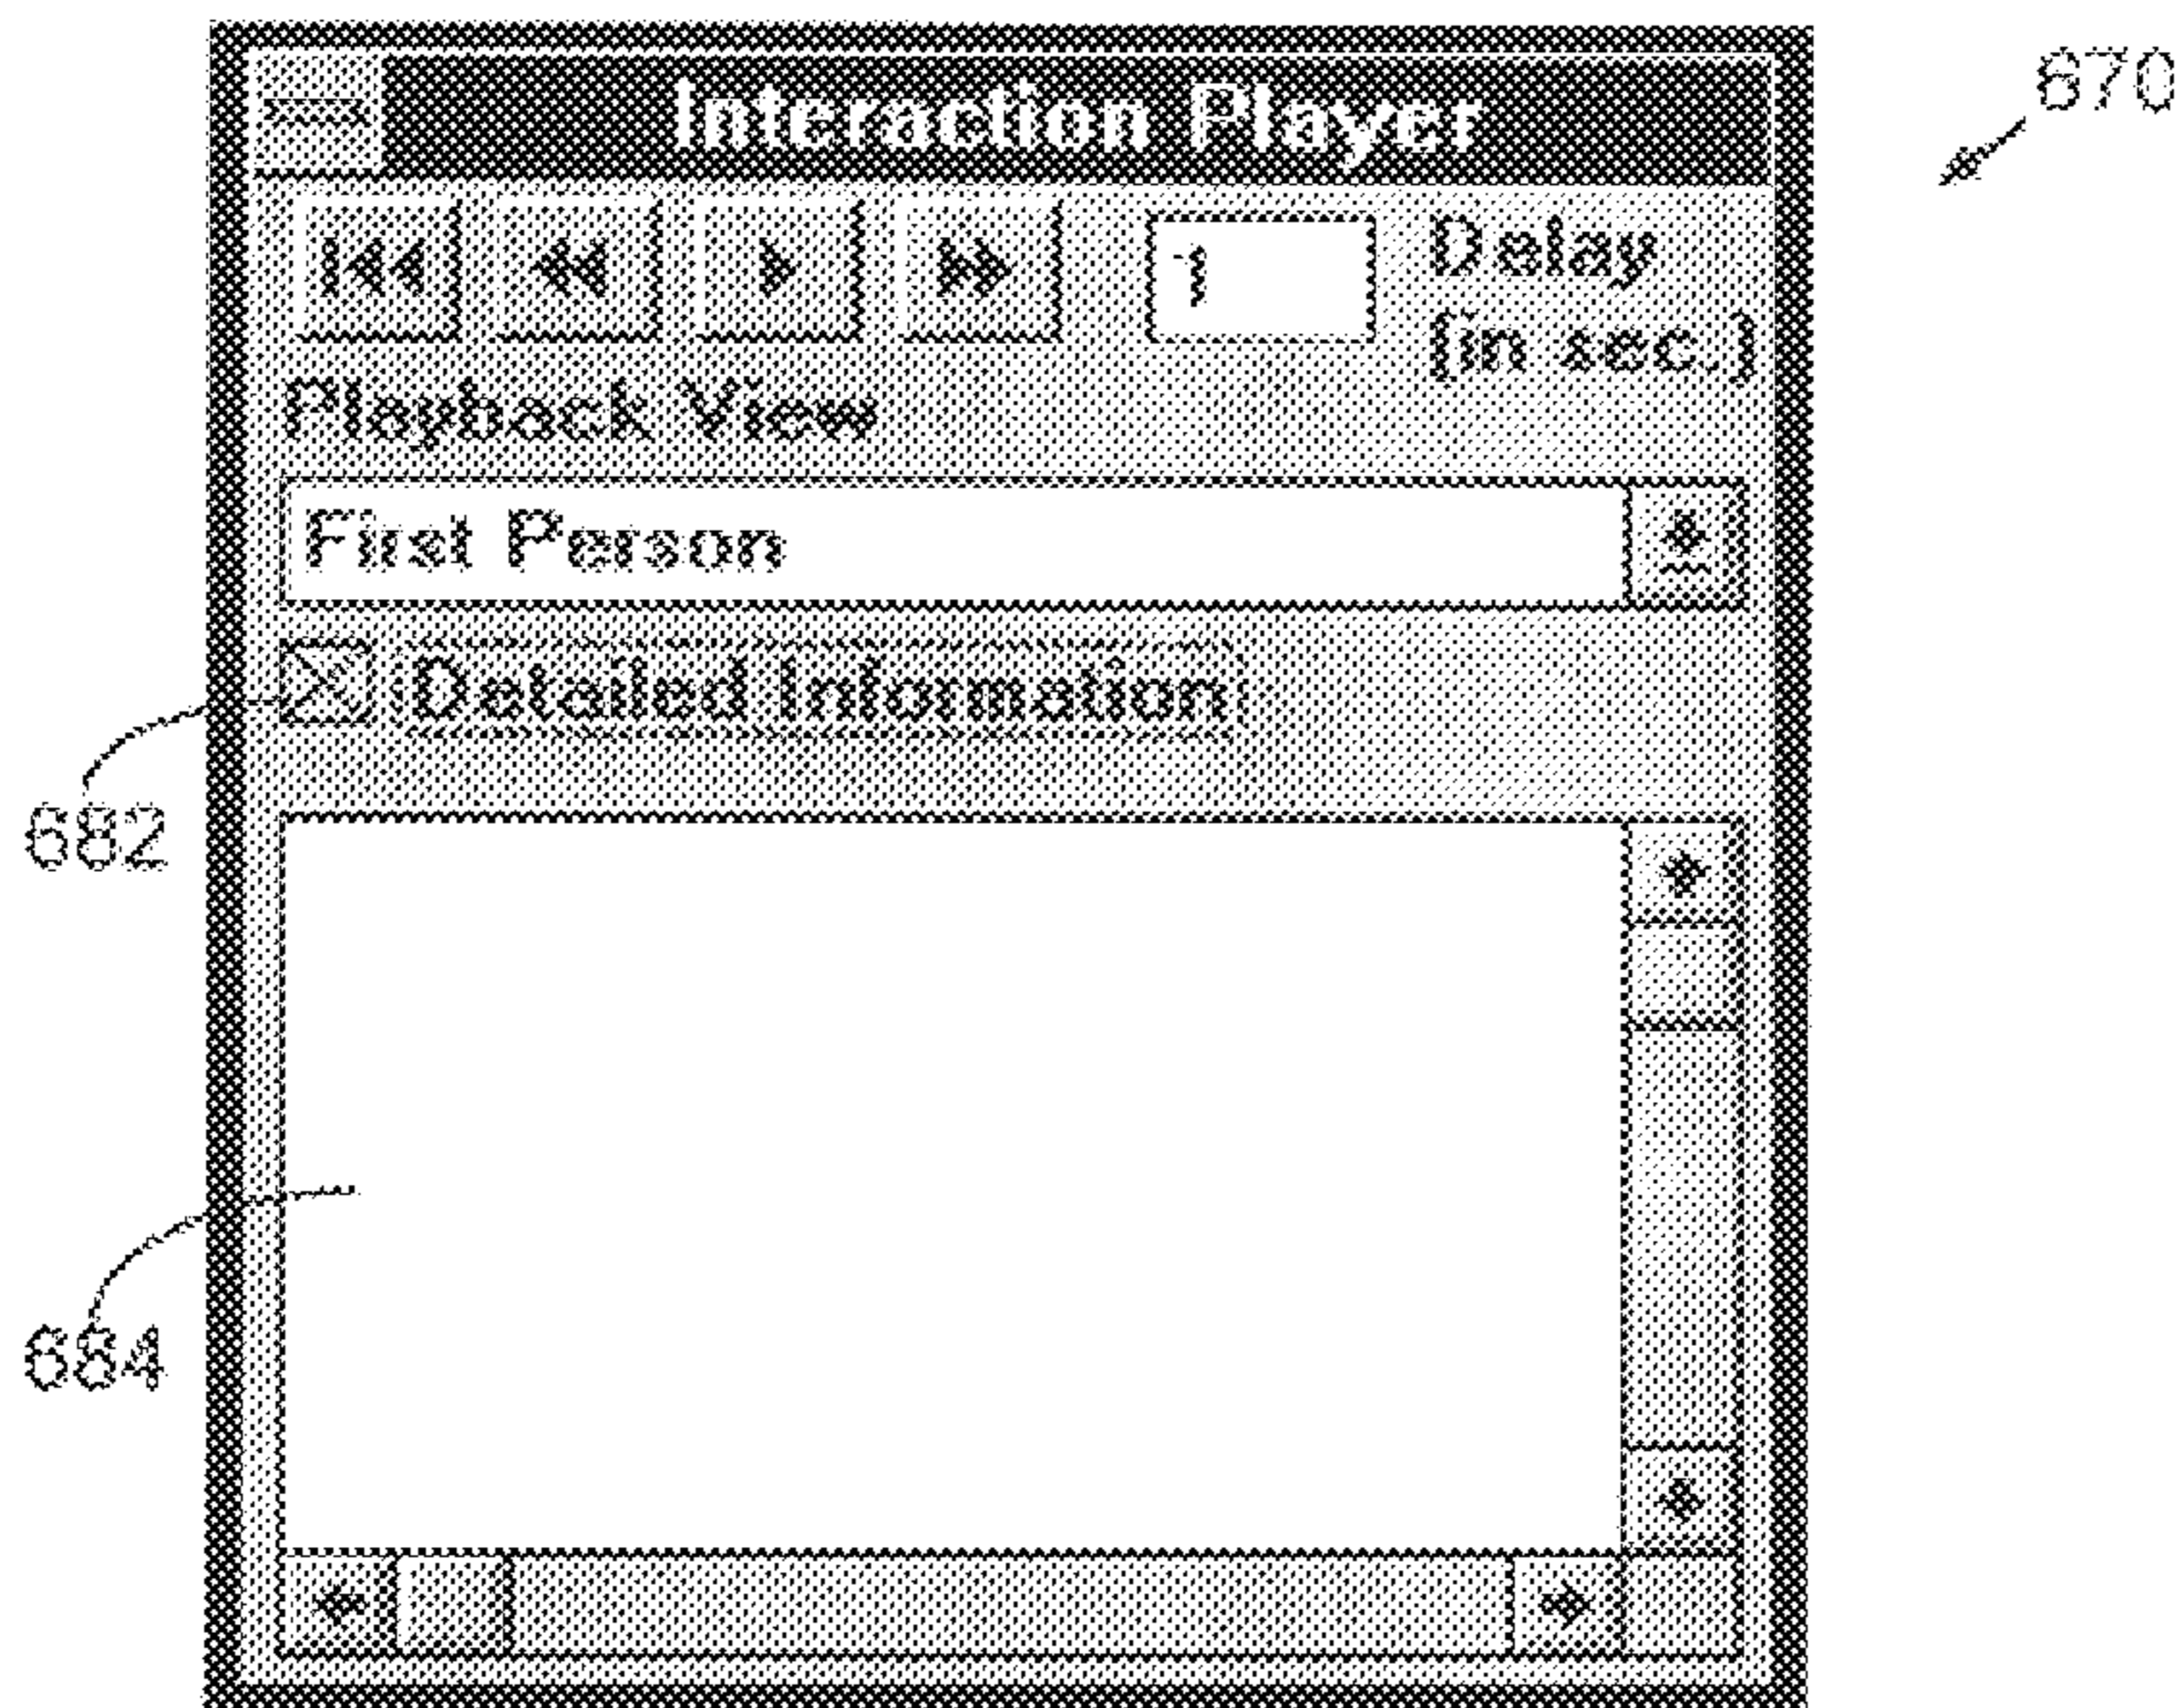 Interaction Player
670
1
Delay
(in sec.)
Playback View
First Person
Detailed Information
682
684